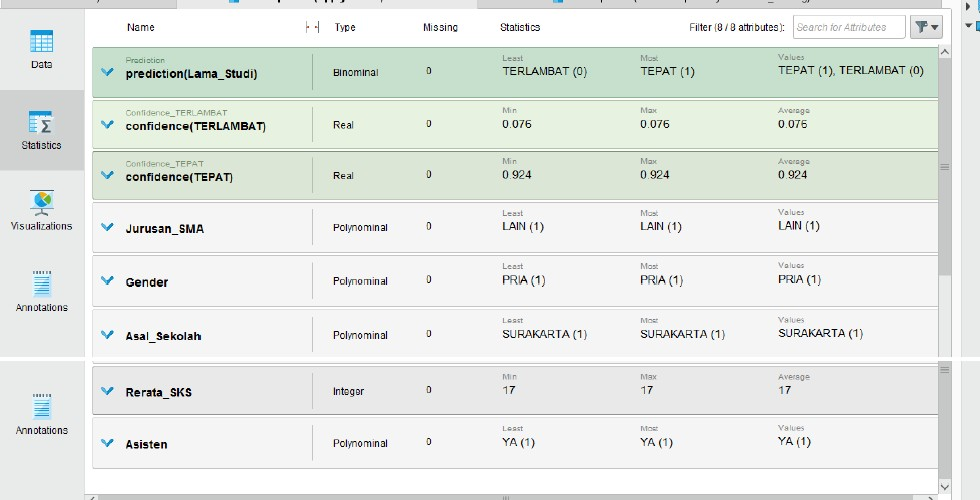 Name Type Missing Statistics Filter (8 / 8 attributes): Search for Attributes
Data
Statistics
Visualizations
Annotations
Annotations
Prediction Least Most Values
prediction(Lama_Studi) Binominal 0 TERLAMBAT (0) TEPAT (1) TEPAT (1), TERLAMBAT (0)
Confidence_TERLAMBAT Min Max Average
confidence(TERLAMBAT) Real 0 0.076 0.076 0.076
Confidence_TEPAT Min Max Average
confidence(TEPAT) Real 0 0.924 0.924 0.924
Least Most Values
Jurusan_SMA Polynominal 0 LAIN (1) LAIN (1) LAIN (1)
Least Most Values
Gender Polynominal 0 PRIA (1) PRIA (1) PRIA (1)
Least Most Values
Asal_Sekolah Polynominal 0 SURAKARTA (1) SURAKARTA (1) SURAKARTA (1)
Min Max Average
Rerata_SKS Integer 0 17 17 17
Least Most Values
Asisten Polynominal 0 YA (1) YA (1) YA (1)